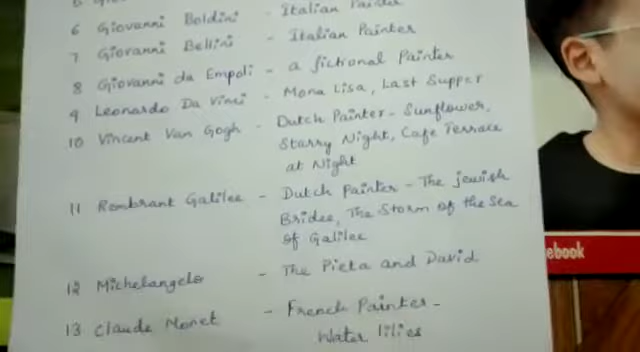 6 Giovanni Boldini - Italian Painter
7 Giovanni Bellini - Italian Painter
8 Giovanni da Empoli - a fictional Painter
9 Leonardo Da Vinci - Mona Lisa, Last Supper
10 Vincent Van Gogh - Dutch Painter - Sunflower,
Starry Night, Cafe Terrace
at Night
11 Rembrant Galilee - Dutch Painter - The jewish
Bridee, The Storm of the Sea
of Galilee
12 Michelangelo - The Pieta and David
13 Claude Monet - French Painter -
Water lilies
ebook